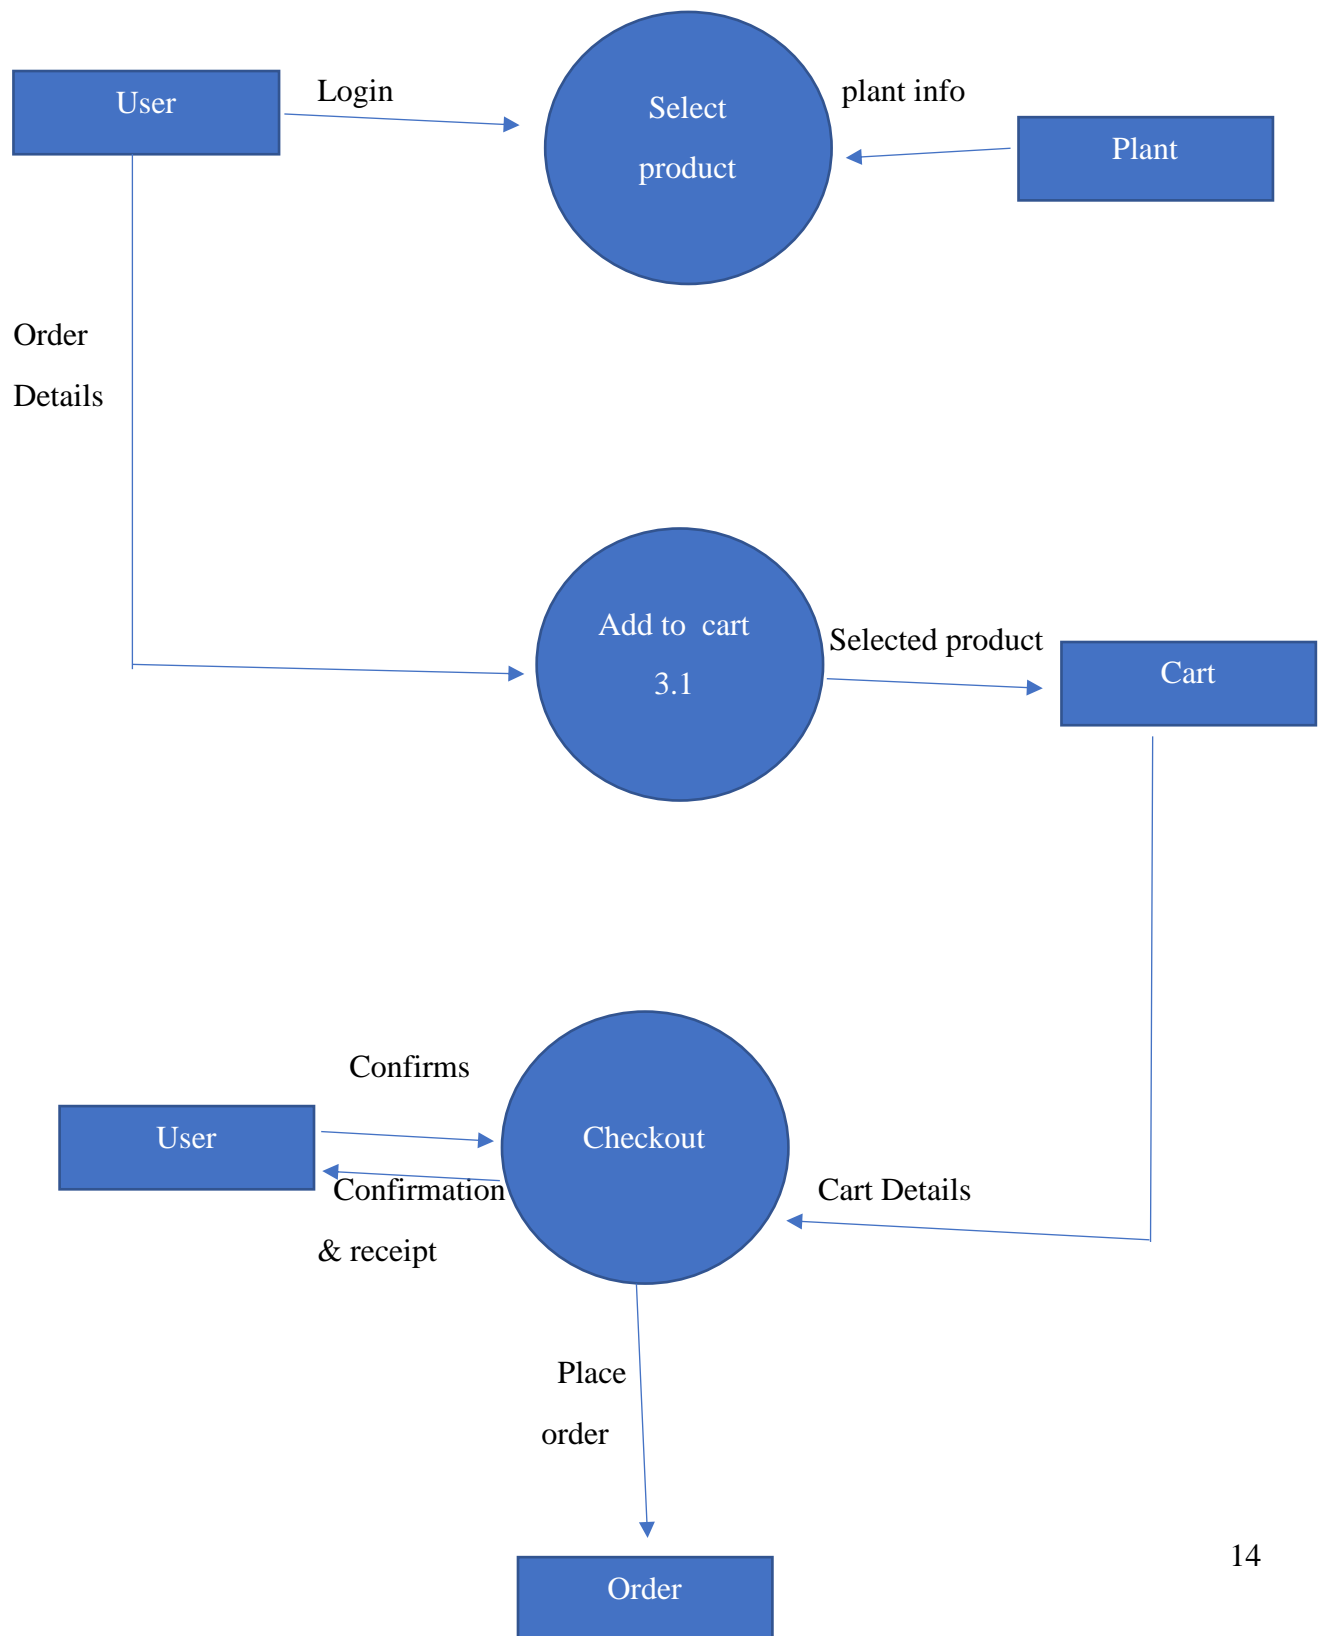 User
Login
Select
product
plant info
Plant
Order
Details
Add to  cart
3.1
Selected product
Cart
Confirms
User
Checkout
Confirmation
& receipt
Cart Details
Place
order
14
Order